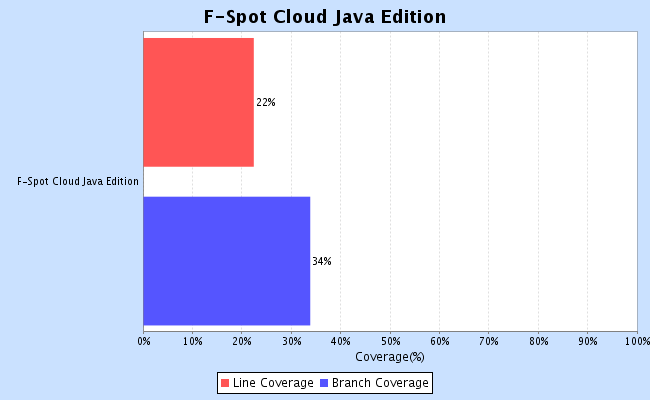 F-Spot Cloud Java Edition
22%
F-Spot Cloud Java Edition
34%
0% 10% 20% 30% 40% 50% 60% 70% 80% 90% 100%
Coverage(%)
Line Coverage Branch Coverage